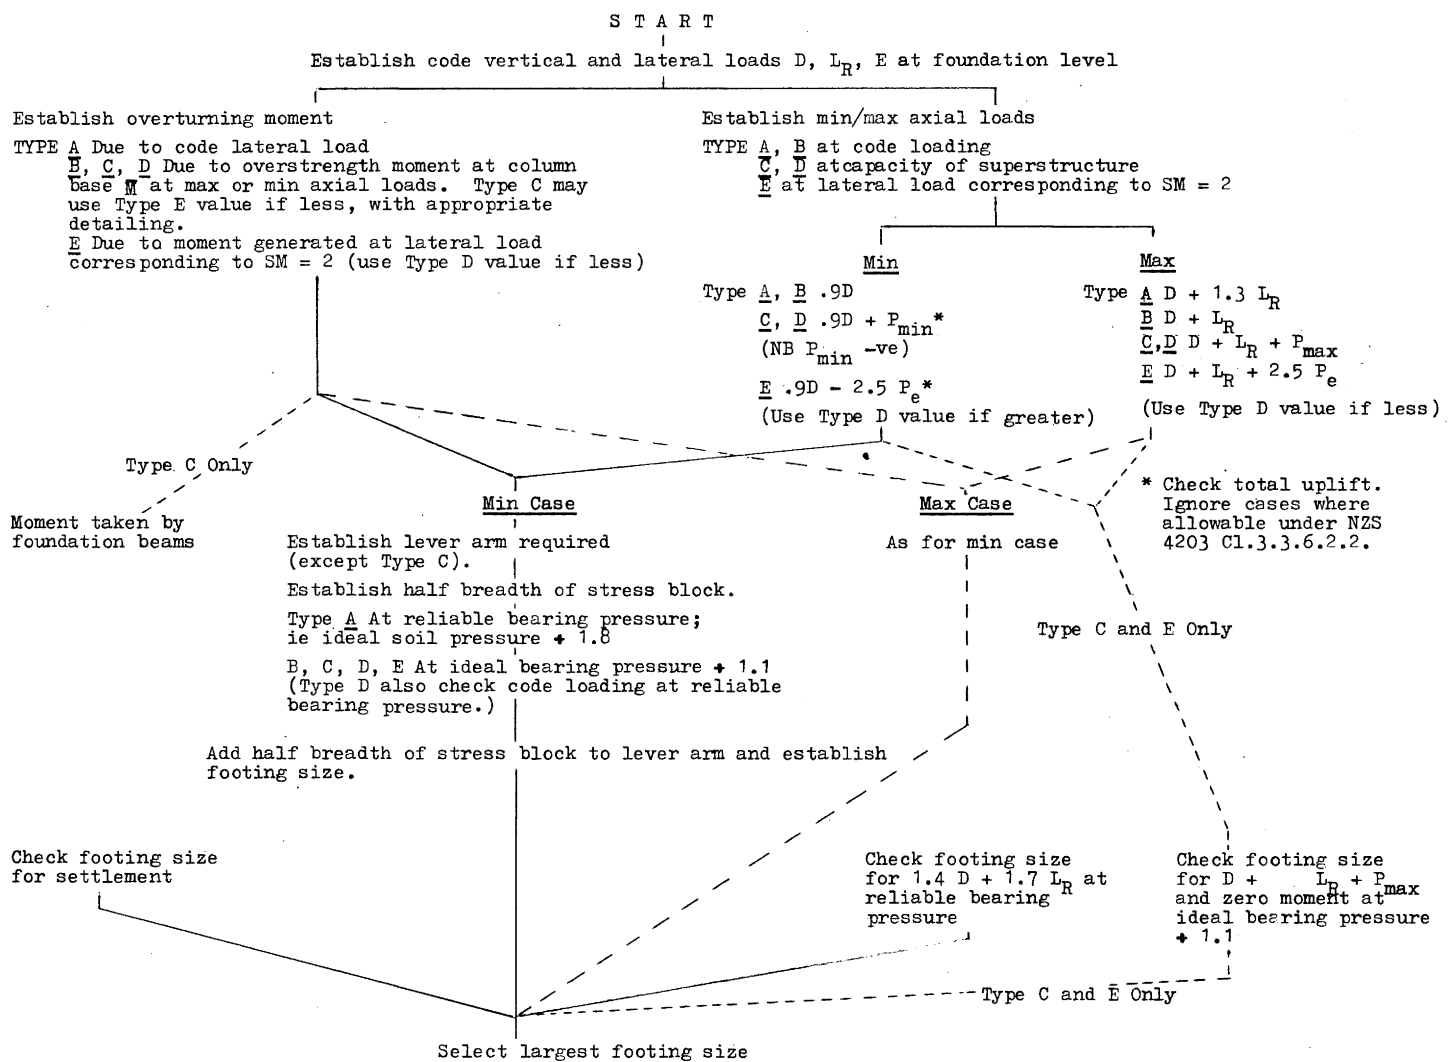 S T A R T
Establish code vertical and lateral loads D, L_R, E at foundation level
Establish overturning moment
TYPE A Due to code lateral load
B, C, D Due to overstrength moment at column
base M at max or min axial loads. Type C may
use Type E value if less, with appropriate
detailing.
E Due to moment generated at lateral load
corresponding to SM = 2 (use Type D value if less)
Establish min/max axial loads
TYPE A, B at code loading
C, D atcapacity of superstructure
E at lateral load corresponding to SM = 2
Min
Type A, B .9D
C, D .9D + P_min*
(NB P_min -ve)
E .9D - 2.5 P_e*
(Use Type D value if greater)
Max
Type A D + 1.3 L_R
B D + L_R
C,D D + L_R + P_max
E D + L_R + 2.5 P_e
(Use Type D value if less)
Type C Only
Moment taken by
foundation beams
Min Case
Establish lever arm required
(except Type C).
Establish half breadth of stress block.
Type A At reliable bearing pressure;
ie ideal soil pressure + 1.8
B, C, D, E At ideal bearing pressure + 1.1
(Type D also check code loading at reliable
bearing pressure.)
Add half breadth of stress block to lever arm and establish
footing size.
Max Case
As for min case
* Check total uplift.
Ignore cases where
allowable under NZS
4203 Cl.3.3.6.2.2.
Type C and E Only
Check footing size
for settlement
Check footing size
for 1.4 D + 1.7 L_R at
reliable bearing
pressure
Check footing size
for D + L_R + P_max
and zero moment at
ideal bearing pressure
+ 1.1
Type C and E Only
Select largest footing size